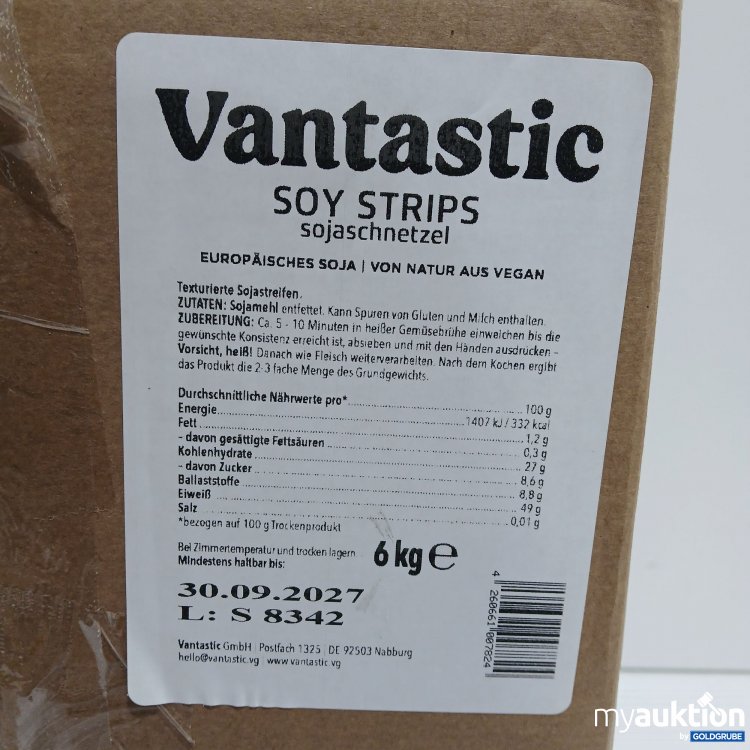 Vantastic
SOY STRIPS
sojaschnetzel
EUROPÄISCHES SOJA | VON NATUR AUS VEGAN
Texturierte Sojastreifen.
ZUTATEN: Sojamehl entfettet. Kann Spuren von Gluten und Milch enthalten.
ZUBEREITUNG: Ca. 5 - 10 Minuten in heißer Gemüsebrühe einweichen bis die
gewünschte Konsistenz erreicht ist, absieben und mit den Händen ausdrücken –
Vorsicht, heiß! Danach wie Fleisch weiterverarbeiten. Nach dem Kochen ergibt
das Produkt die 2-3 fache Menge des Grundgewichts.
Durchschnittliche Nährwerte pro* 100 g
Energie 1407 kJ / 332 kcal
Fett 1,2 g
- davon gesättigte Fettsäuren 0,3 g
Kohlenhydrate 27 g
- davon Zucker 8,6 g
Ballaststoffe 8,8 g
Eiweiß 49 g
Salz 0,01 g
*bezogen auf 100 g Trockenprodukt
Bei Zimmertemperatur und trocken lagern.
Mindestens haltbar bis:
6 kg ℮
30.09.2027
L: S 8342
4 260661 007824
Vantastic GmbH | Postfach 1325 | DE 92503 Nabburg
hello@vantastic.vg | www.vantastic.vg
myauktion
by GOLDGRUBE